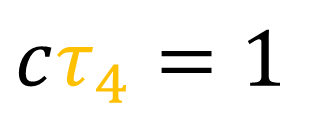 𝑐𝜏₄ = 1